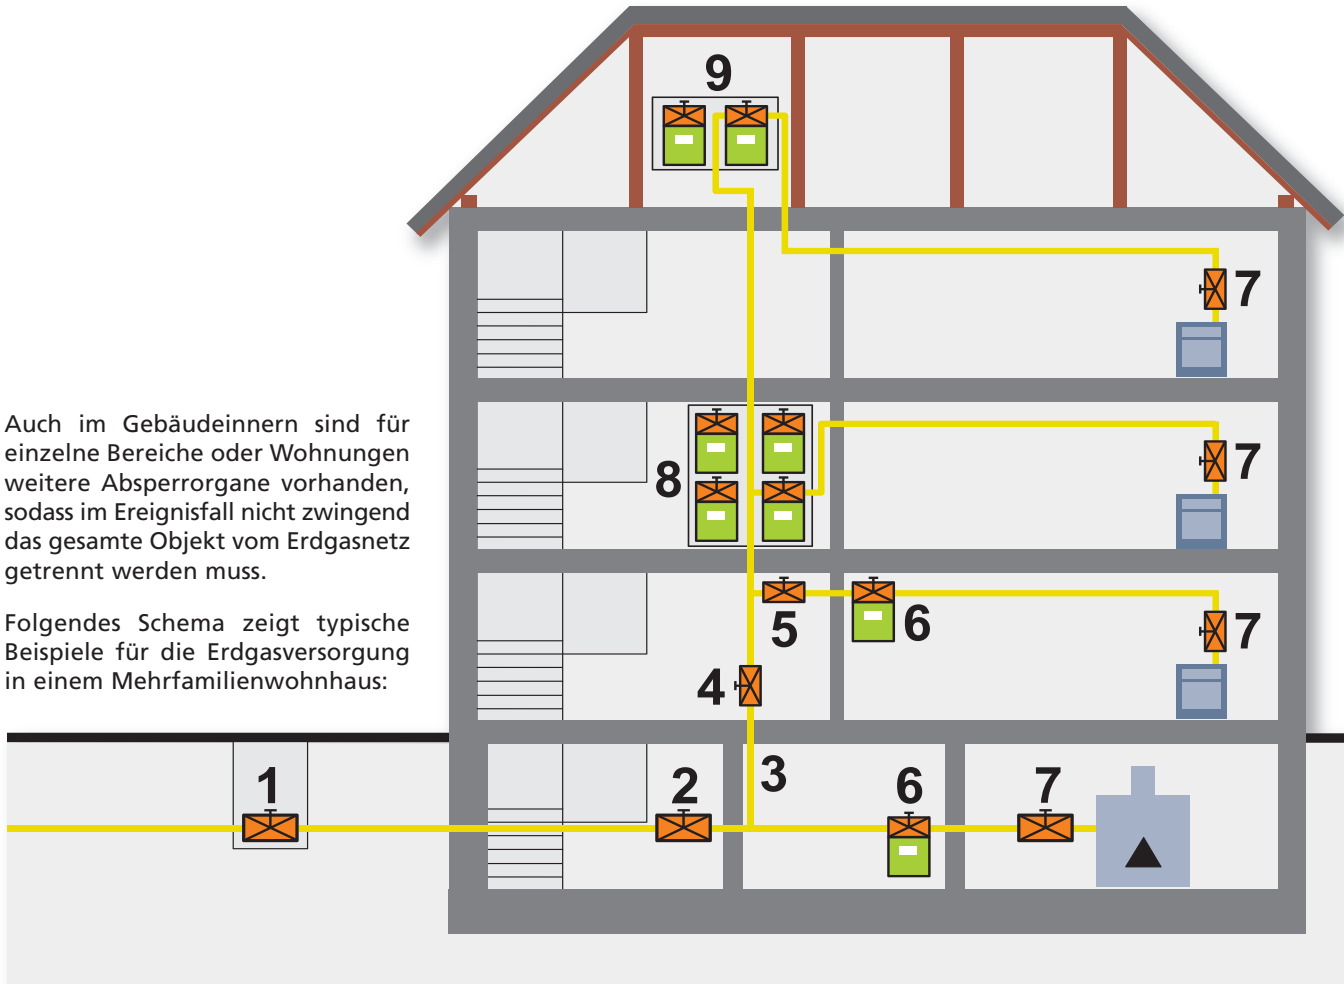 9
7
Auch im Gebäudeinnern sind für
einzelne Bereiche oder Wohnungen
weitere Absperrorgane vorhanden,
sodass im Ereignisfall nicht zwingend
das gesamte Objekt vom Erdgasnetz
getrennt werden muss.
Folgendes Schema zeigt typische
Beispiele für die Erdgasversorgung
in einem Mehrfamilienwohnhaus:
8
7
5
6
7
4
1
2
3
6
7